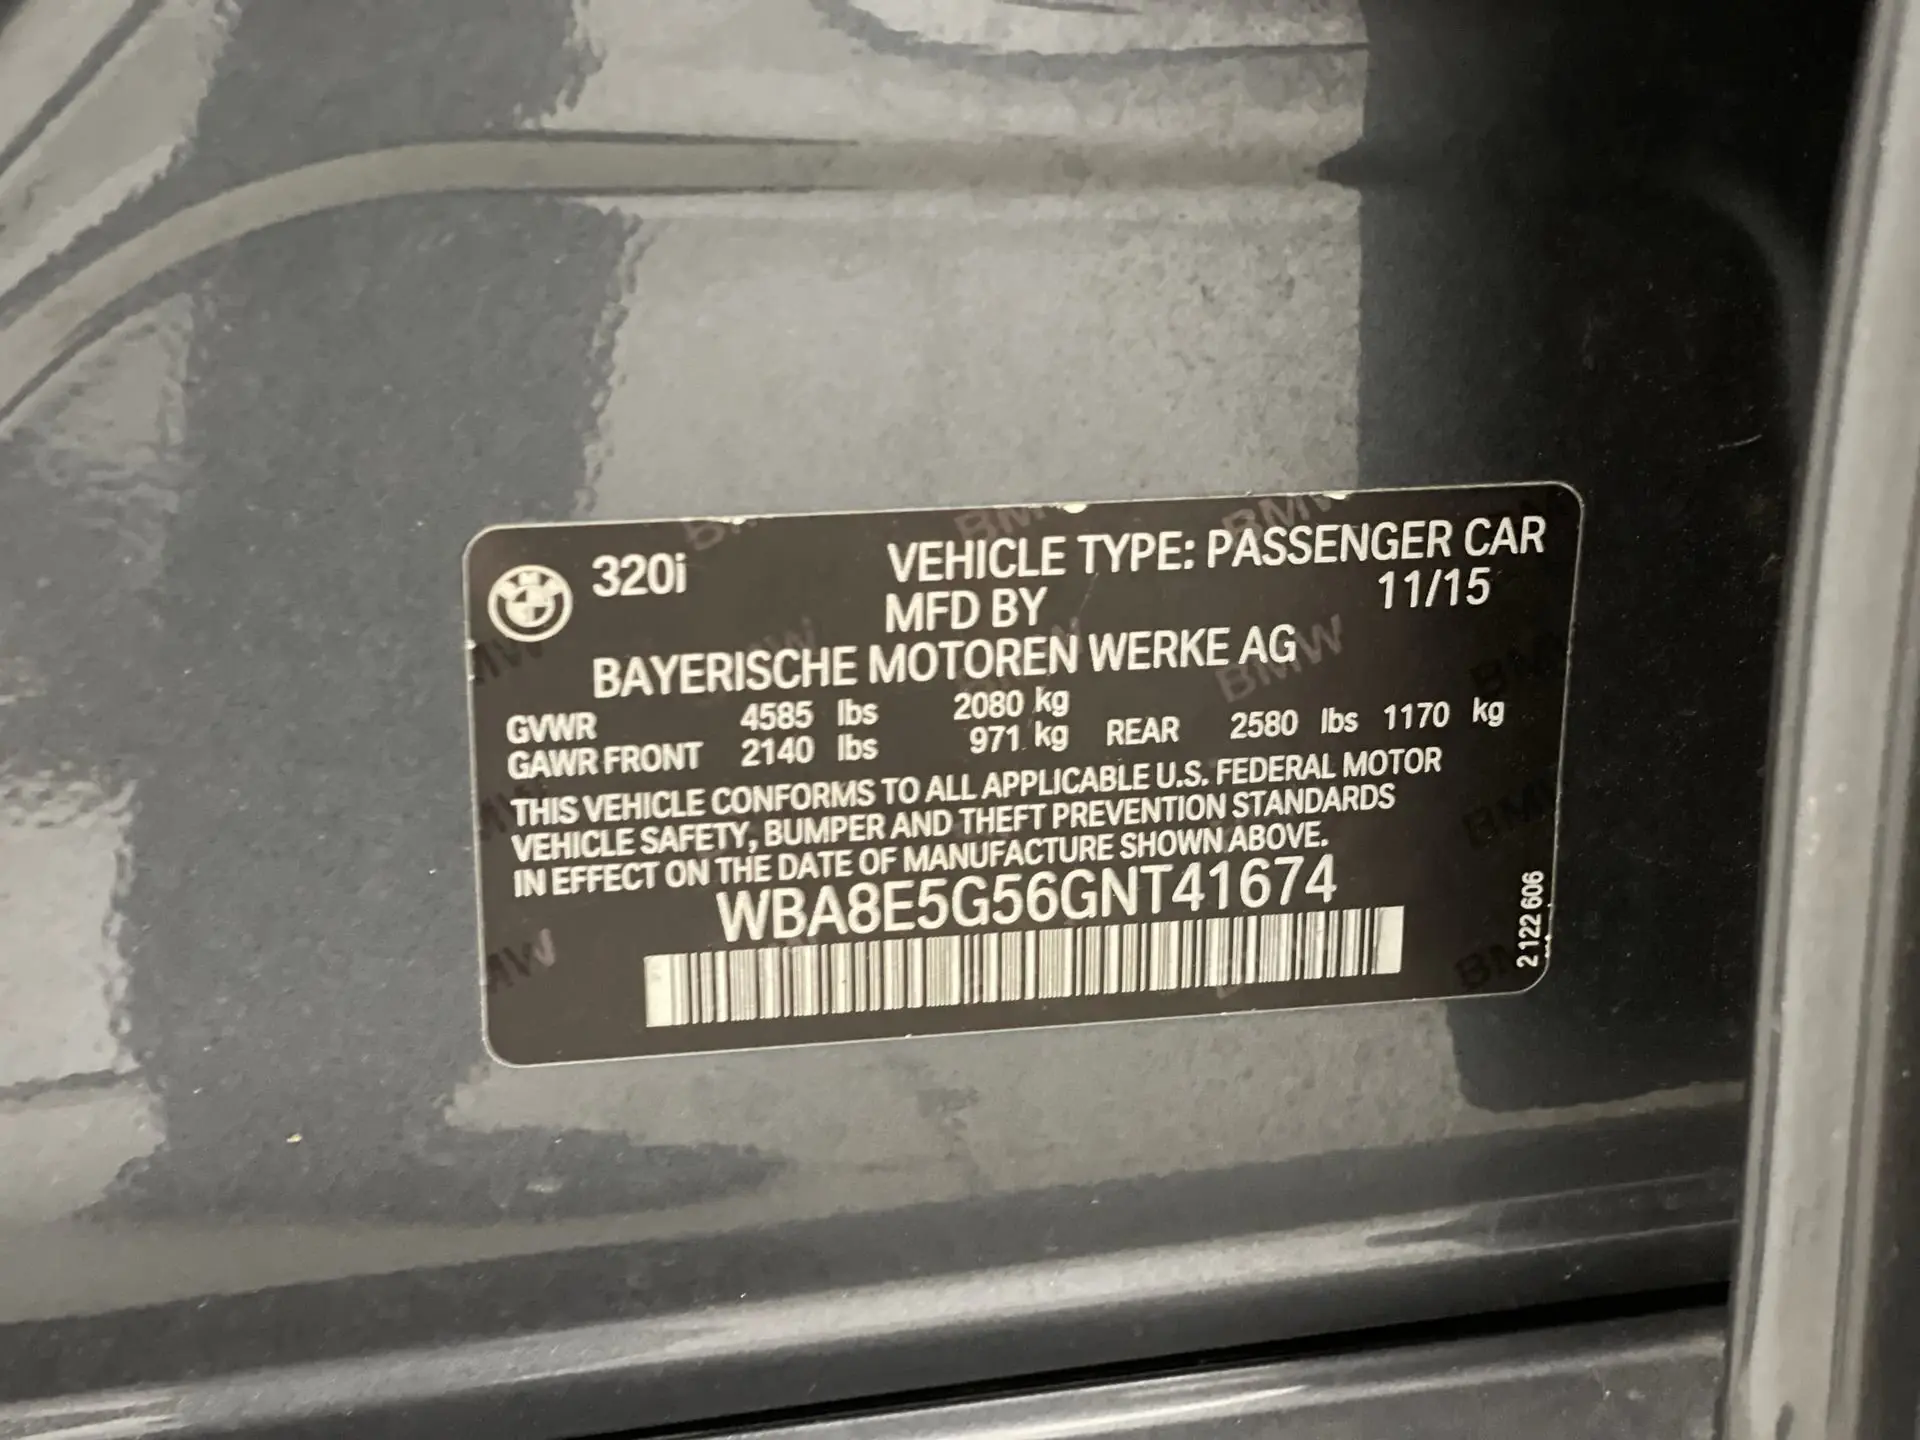 320i
VEHICLE TYPE: PASSENGER CAR
MFD BY 11/15
BAYERISCHE MOTOREN WERKE AG
GVWR 4585 lbs 2080 kg
GAWR FRONT 2140 lbs 971 kg REAR 2580 lbs 1170 kg
THIS VEHICLE CONFORMS TO ALL APPLICABLE U.S. FEDERAL MOTOR
VEHICLE SAFETY, BUMPER AND THEFT PREVENTION STANDARDS
IN EFFECT ON THE DATE OF MANUFACTURE SHOWN ABOVE.
WBA8E5G56GNT41674
2 122 606